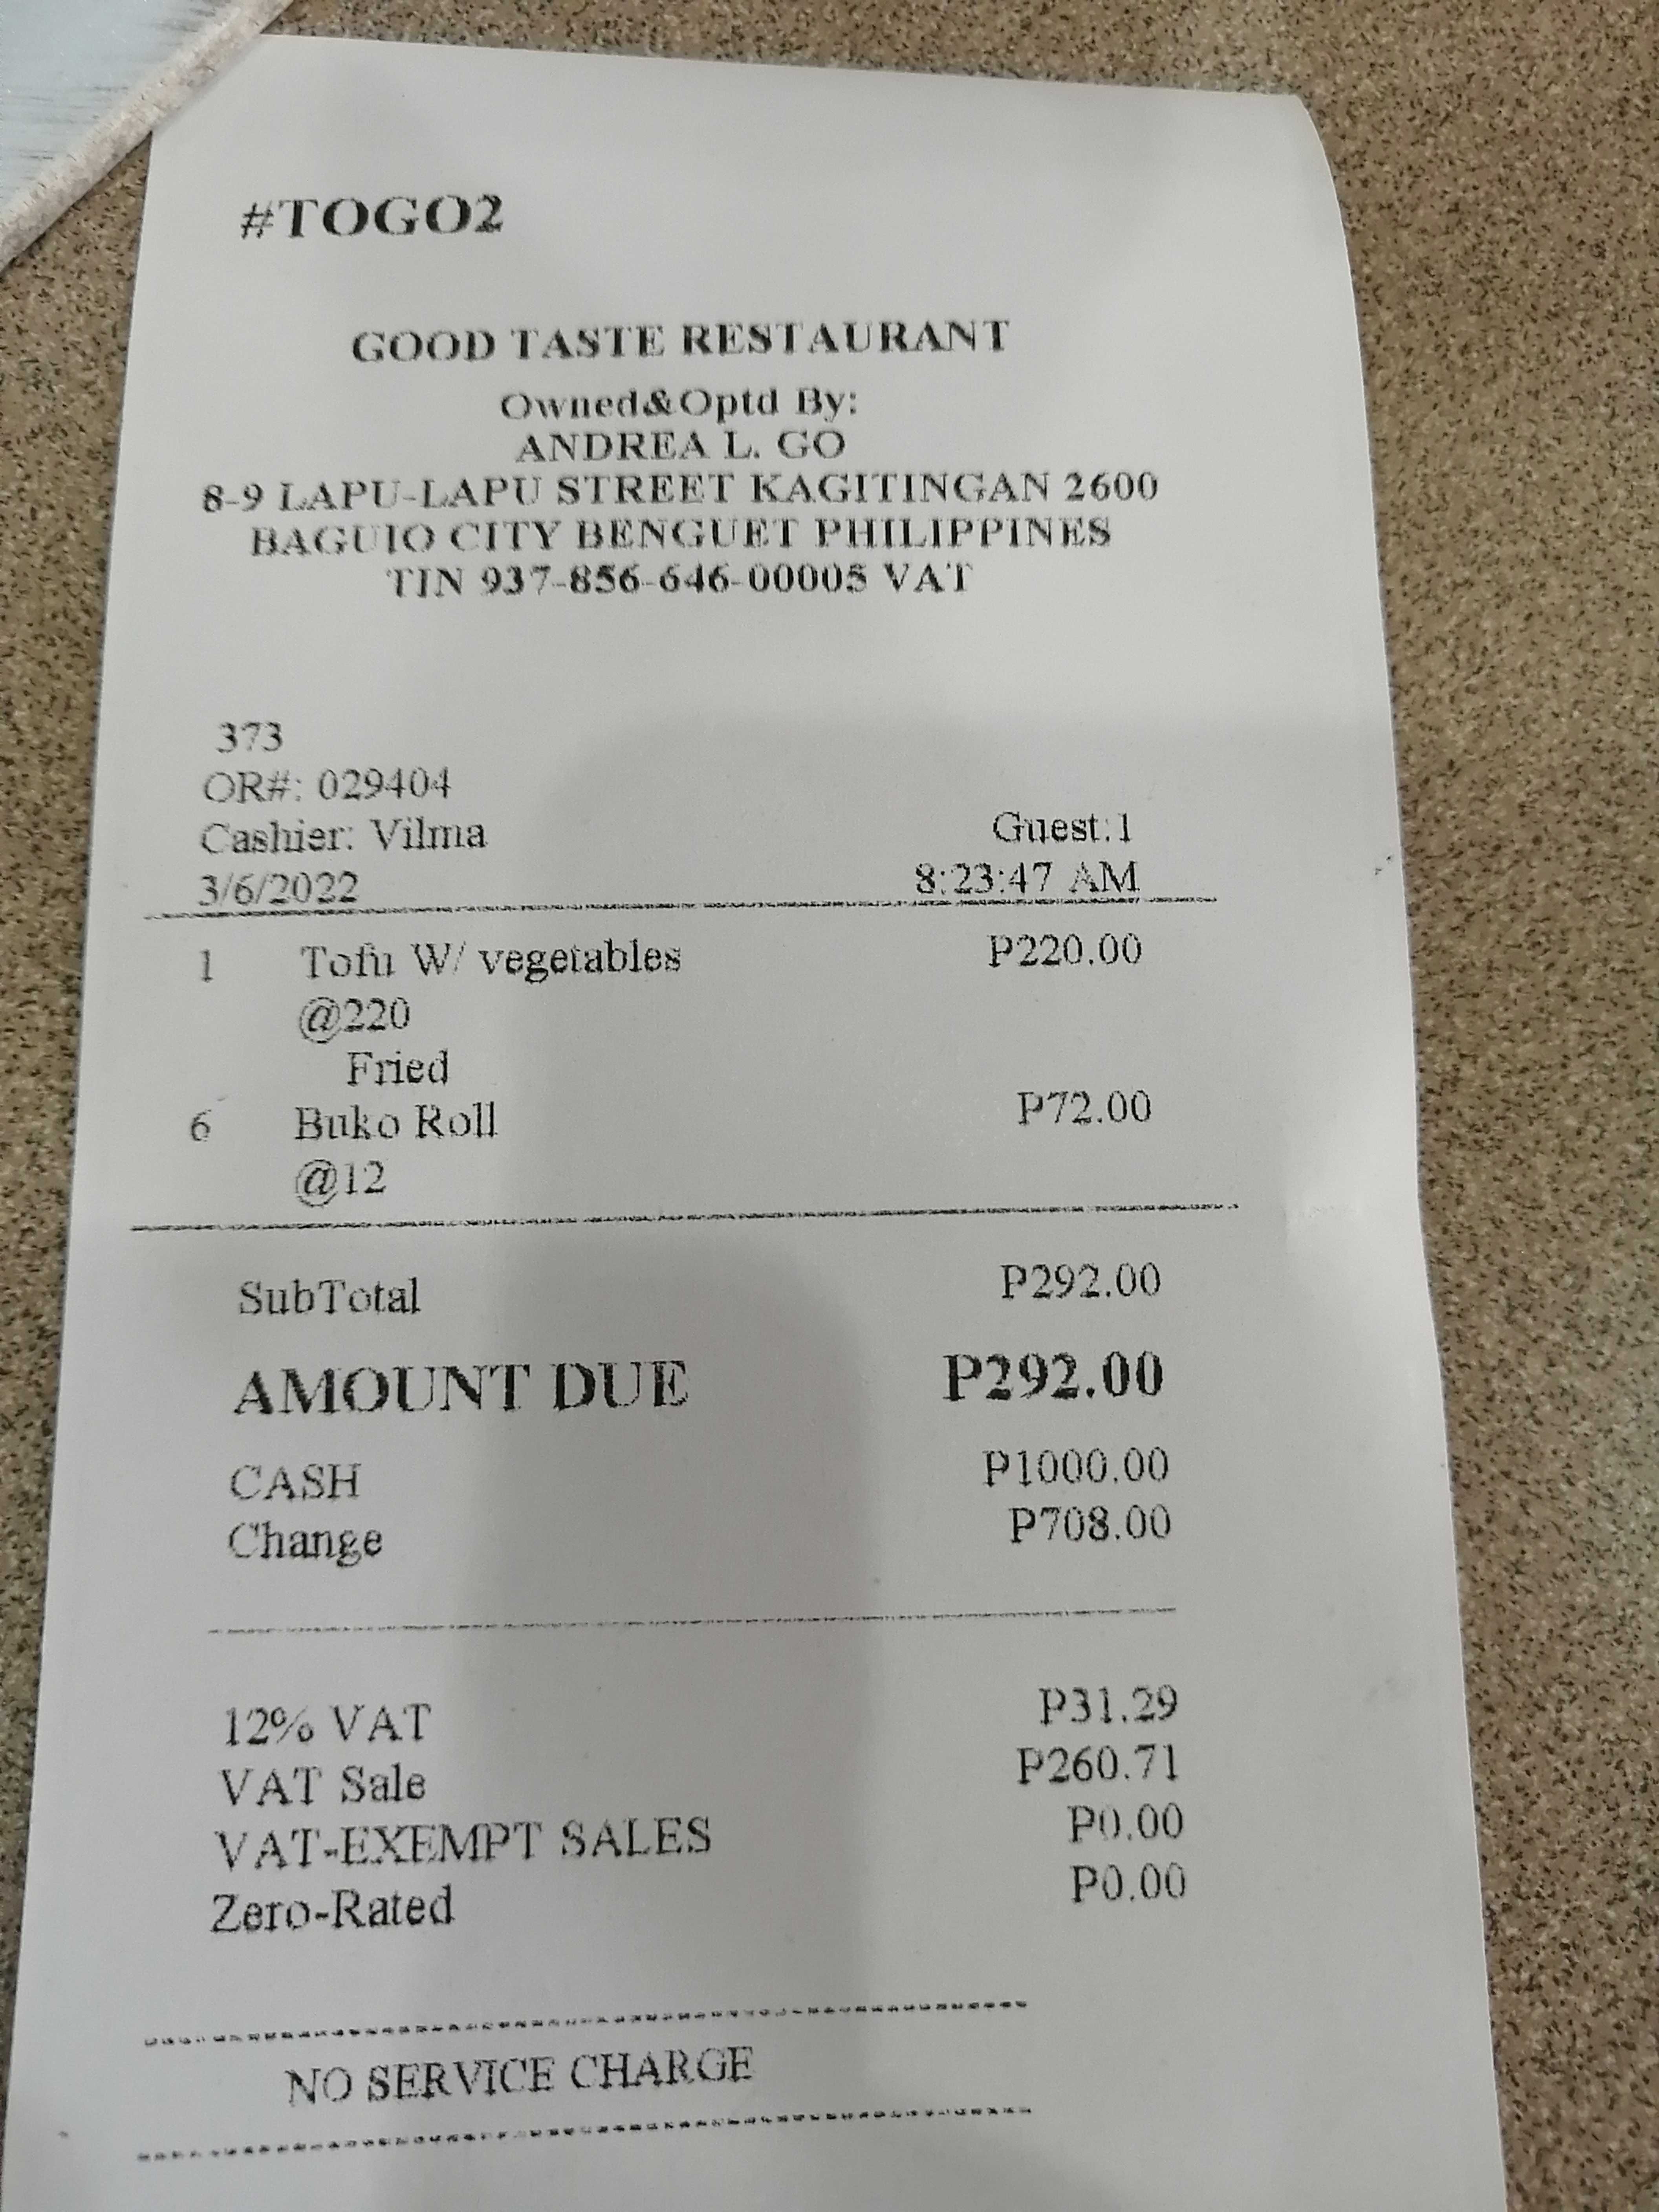 #TOGO2
GOOD TASTE RESTAURANT
Owned&Optd By:
ANDREA L. GO
8-9 LAPU-LAPU STREET KAGITINGAN 2600
BAGUIO CITY BENGUET PHILIPPINES
TIN 937-856-646-00005 VAT
373
OR#: 029404
Cashier: Vilma Guest:1
3/6/2022 8:23:47 AM
1 Tofu W/ vegetables P220.00
@220
Fried
6 Buko Roll P72.00
@12
SubTotal P292.00
AMOUNT DUE P292.00
CASH P1000.00
Change P708.00
12% VAT P31.29
VAT Sale P260.71
VAT-EXEMPT SALES P0.00
Zero-Rated P0.00
NO SERVICE CHARGE